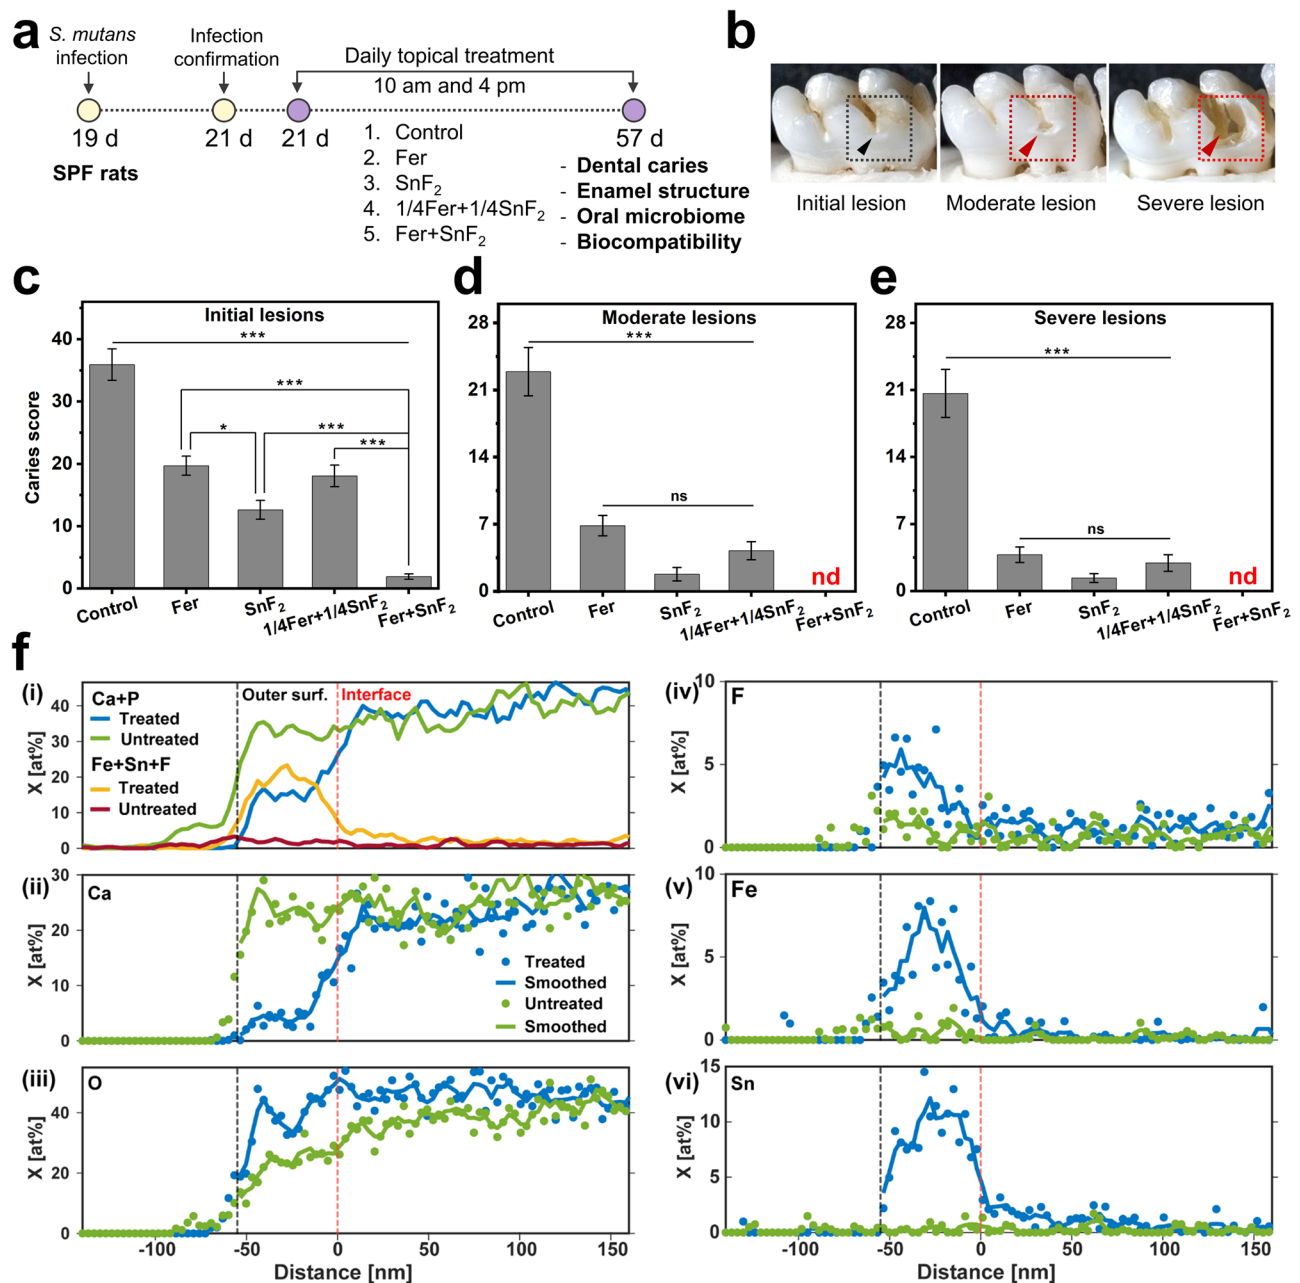 a
S. mutans
infection
Infection
confirmation
Daily topical treatment
10 am and 4 pm
19 d
21 d
21 d
57 d
SPF rats
1. Control
2. Fer
3. SnF2
4. 1/4Fer+1/4SnF2
5. Fer+SnF2
- Dental caries
- Enamel structure
- Oral microbiome
- Biocompatibility
b
Initial lesion
Moderate lesion
Severe lesion
c
Initial lesions
Caries score
40
30
20
10
0
***
***
*
***
***
Control
Fer
SnF2
1/4Fer+1/4SnF2
Fer+SnF2
d
Moderate lesions
28
21
14
7
0
***
ns
nd
Control
Fer
SnF2
1/4Fer+1/4SnF2
Fer+SnF2
e
Severe lesions
28
21
14
7
0
***
ns
nd
Control
Fer
SnF2
1/4Fer+1/4SnF2
Fer+SnF2
f
(i)
Ca+P
Treated
Untreated
Fe+Sn+F
Treated
Untreated
Outer surf.
Interface
X [at%]
40
30
20
10
0
(ii)
Ca
X [at%]
30
20
10
0
Treated
Smoothed
Untreated
Smoothed
(iii)
O
X [at%]
40
20
0
-100
-50
0
50
100
150
Distance [nm]
(iv)
F
X [at%]
10
5
0
(v)
Fe
X [at%]
10
5
0
(vi)
Sn
X [at%]
15
10
5
0
-100
-50
0
50
100
150
Distance [nm]